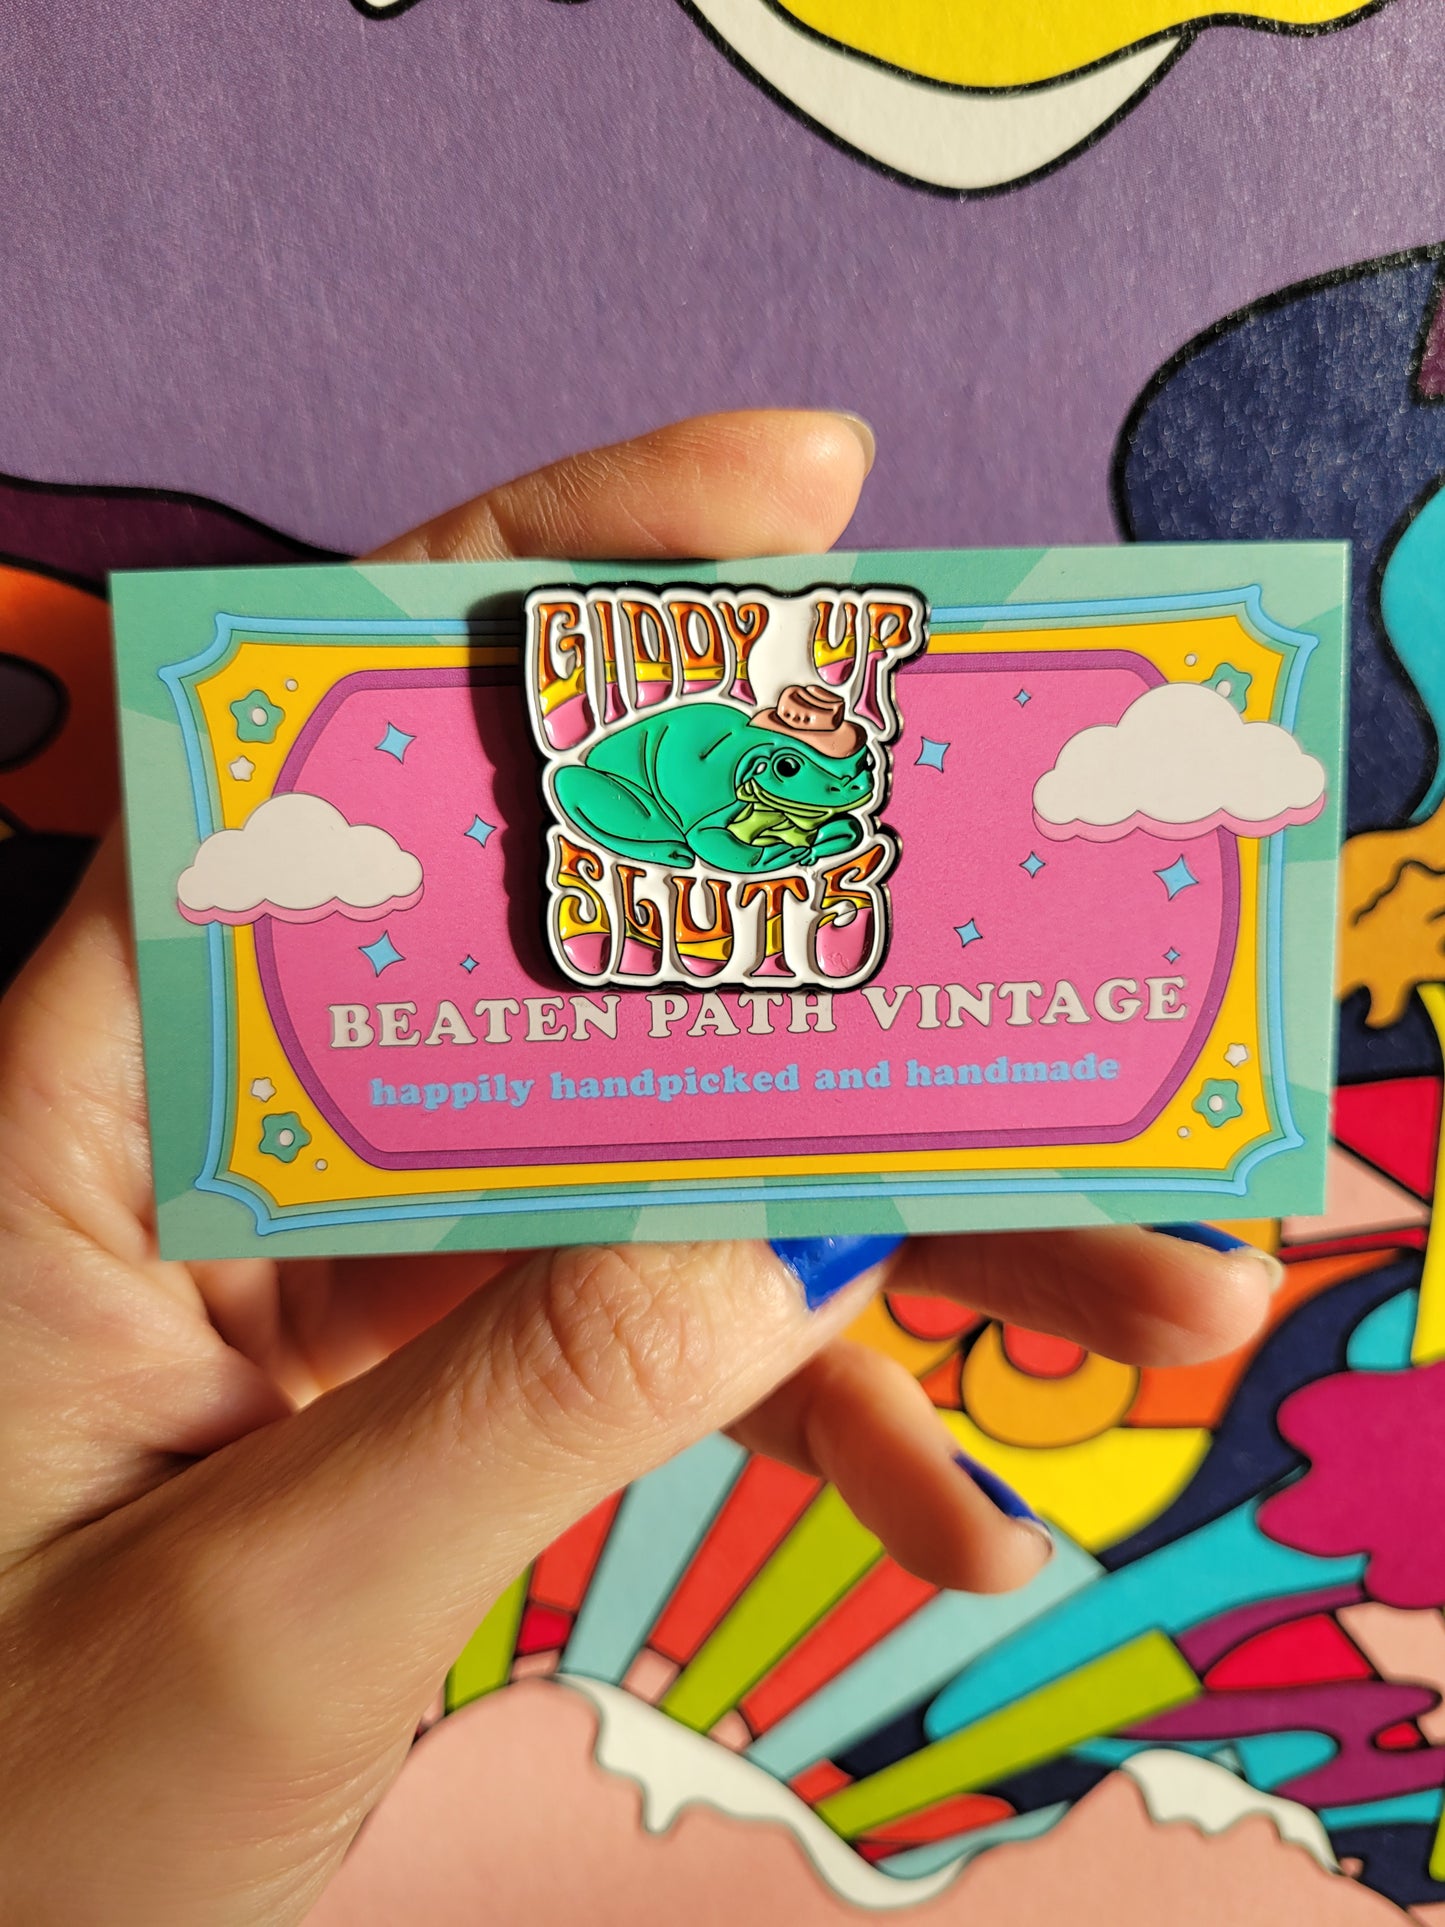 GIDDY UP
SLUTS
BEATEN PATH VINTAGE
happily handpicked and handmade